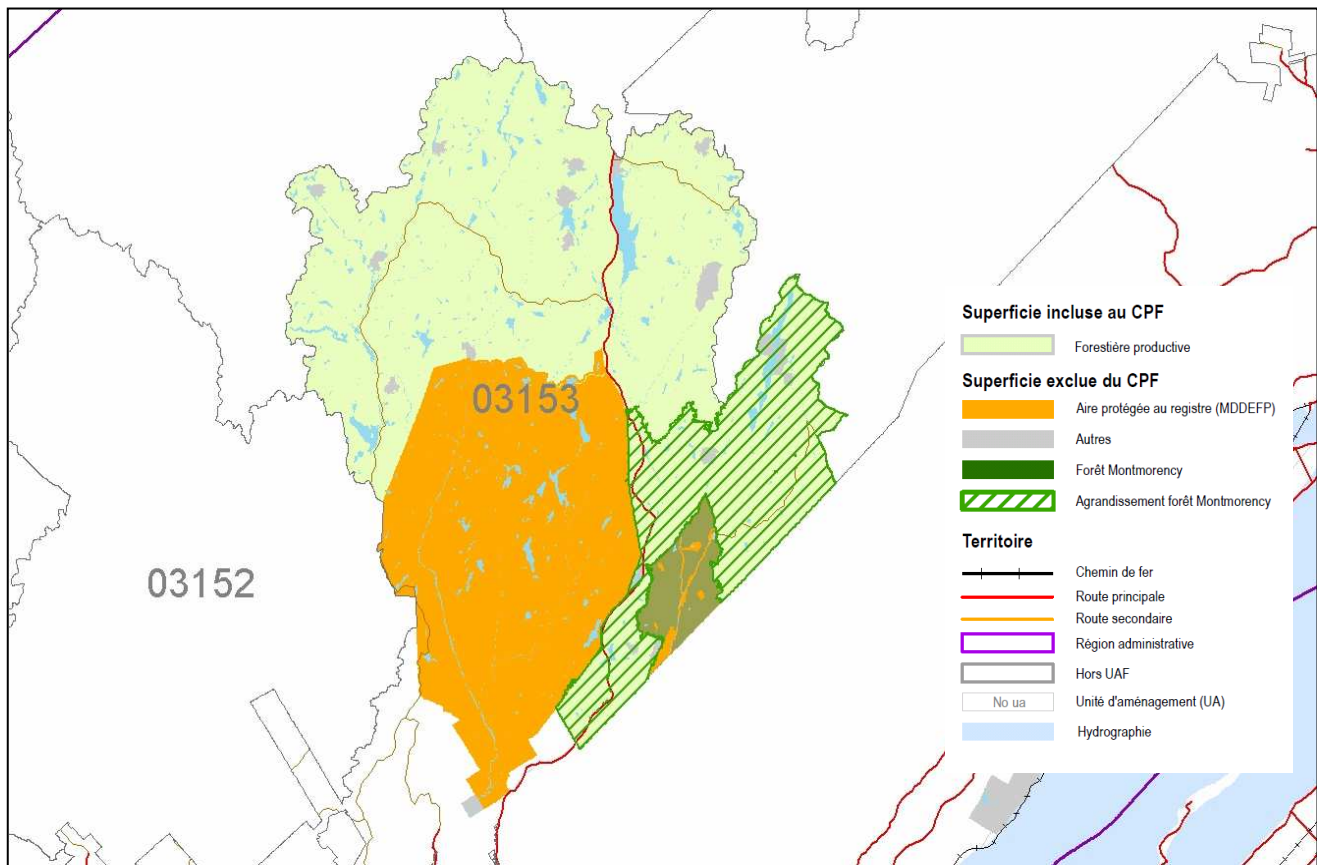 03153
03152
Superficie incluse au CPF
Forestière productive
Superficie exclue du CPF
Aire protégée au registre (MDDEFP)
Autres
Forêt Montmorency
Agrandissement forêt Montmorency
Territoire
Chemin de fer
Route principale
Route secondaire
Région administrative
Hors UAF
No ua Unité d'aménagement (UA)
Hydrographie